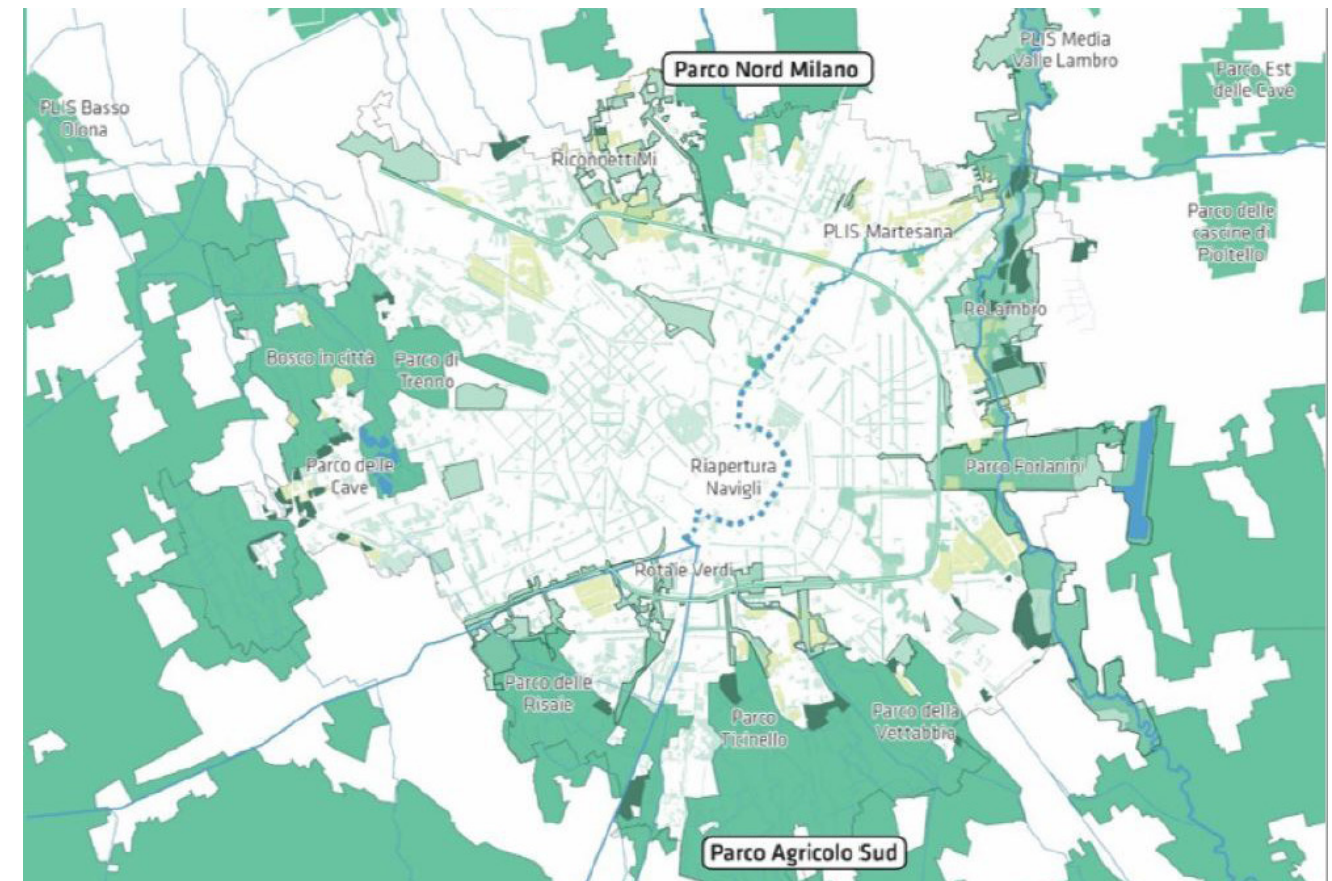 PLIS Media
Valle Lambro
Parco Nord Milano
Parco Est
delle Cave
PLIS Basso
Olona
RiconnettiMi
Parco delle
cascine di
Pioltello
PLIS Martesana
ReLambro
Bosco in città
Parco di
Trenno
Parco delle
Cave
Riapertura
Navigli
Parco Forlanini
Rotaie Verdi
Parco delle
Risaie
Parco
Ticinello
Parco della
Vettabbia
Parco Agricolo Sud